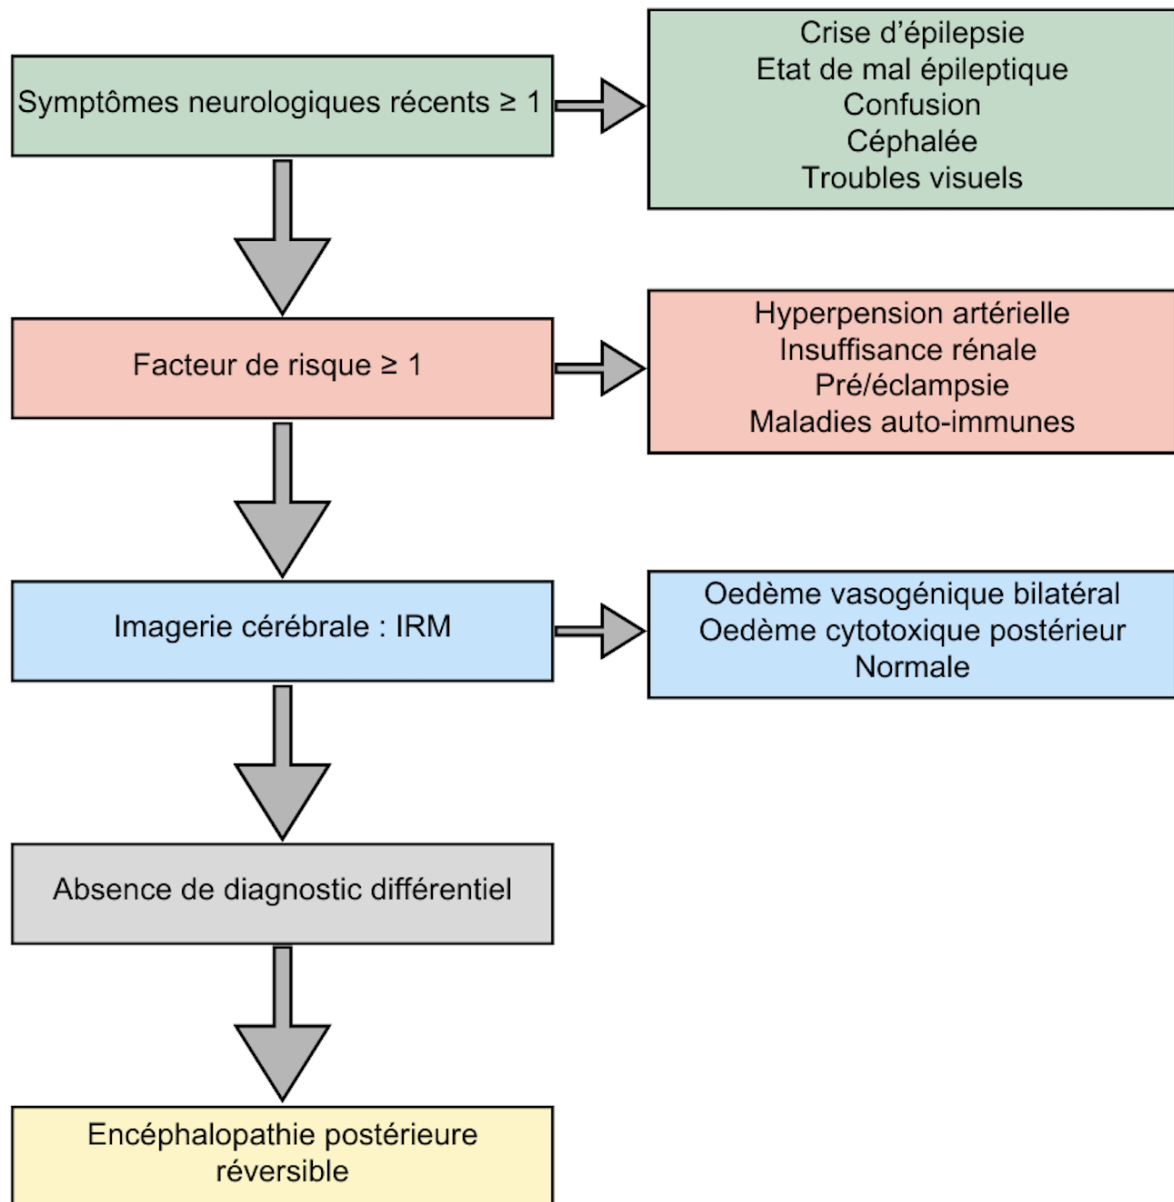 Symptômes neurologiques récents ≥ 1
Crise d’épilepsie
Etat de mal épileptique
Confusion
Céphalée
Troubles visuels
Facteur de risque ≥ 1
Hyperpension artérielle
Insuffisance rénale
Pré/éclampsie
Maladies auto-immunes
Imagerie cérébrale : IRM
Oedème vasogénique bilatéral
Oedème cytotoxique postérieur
Normale
Absence de diagnostic différentiel
Encéphalopathie postérieure
réversible